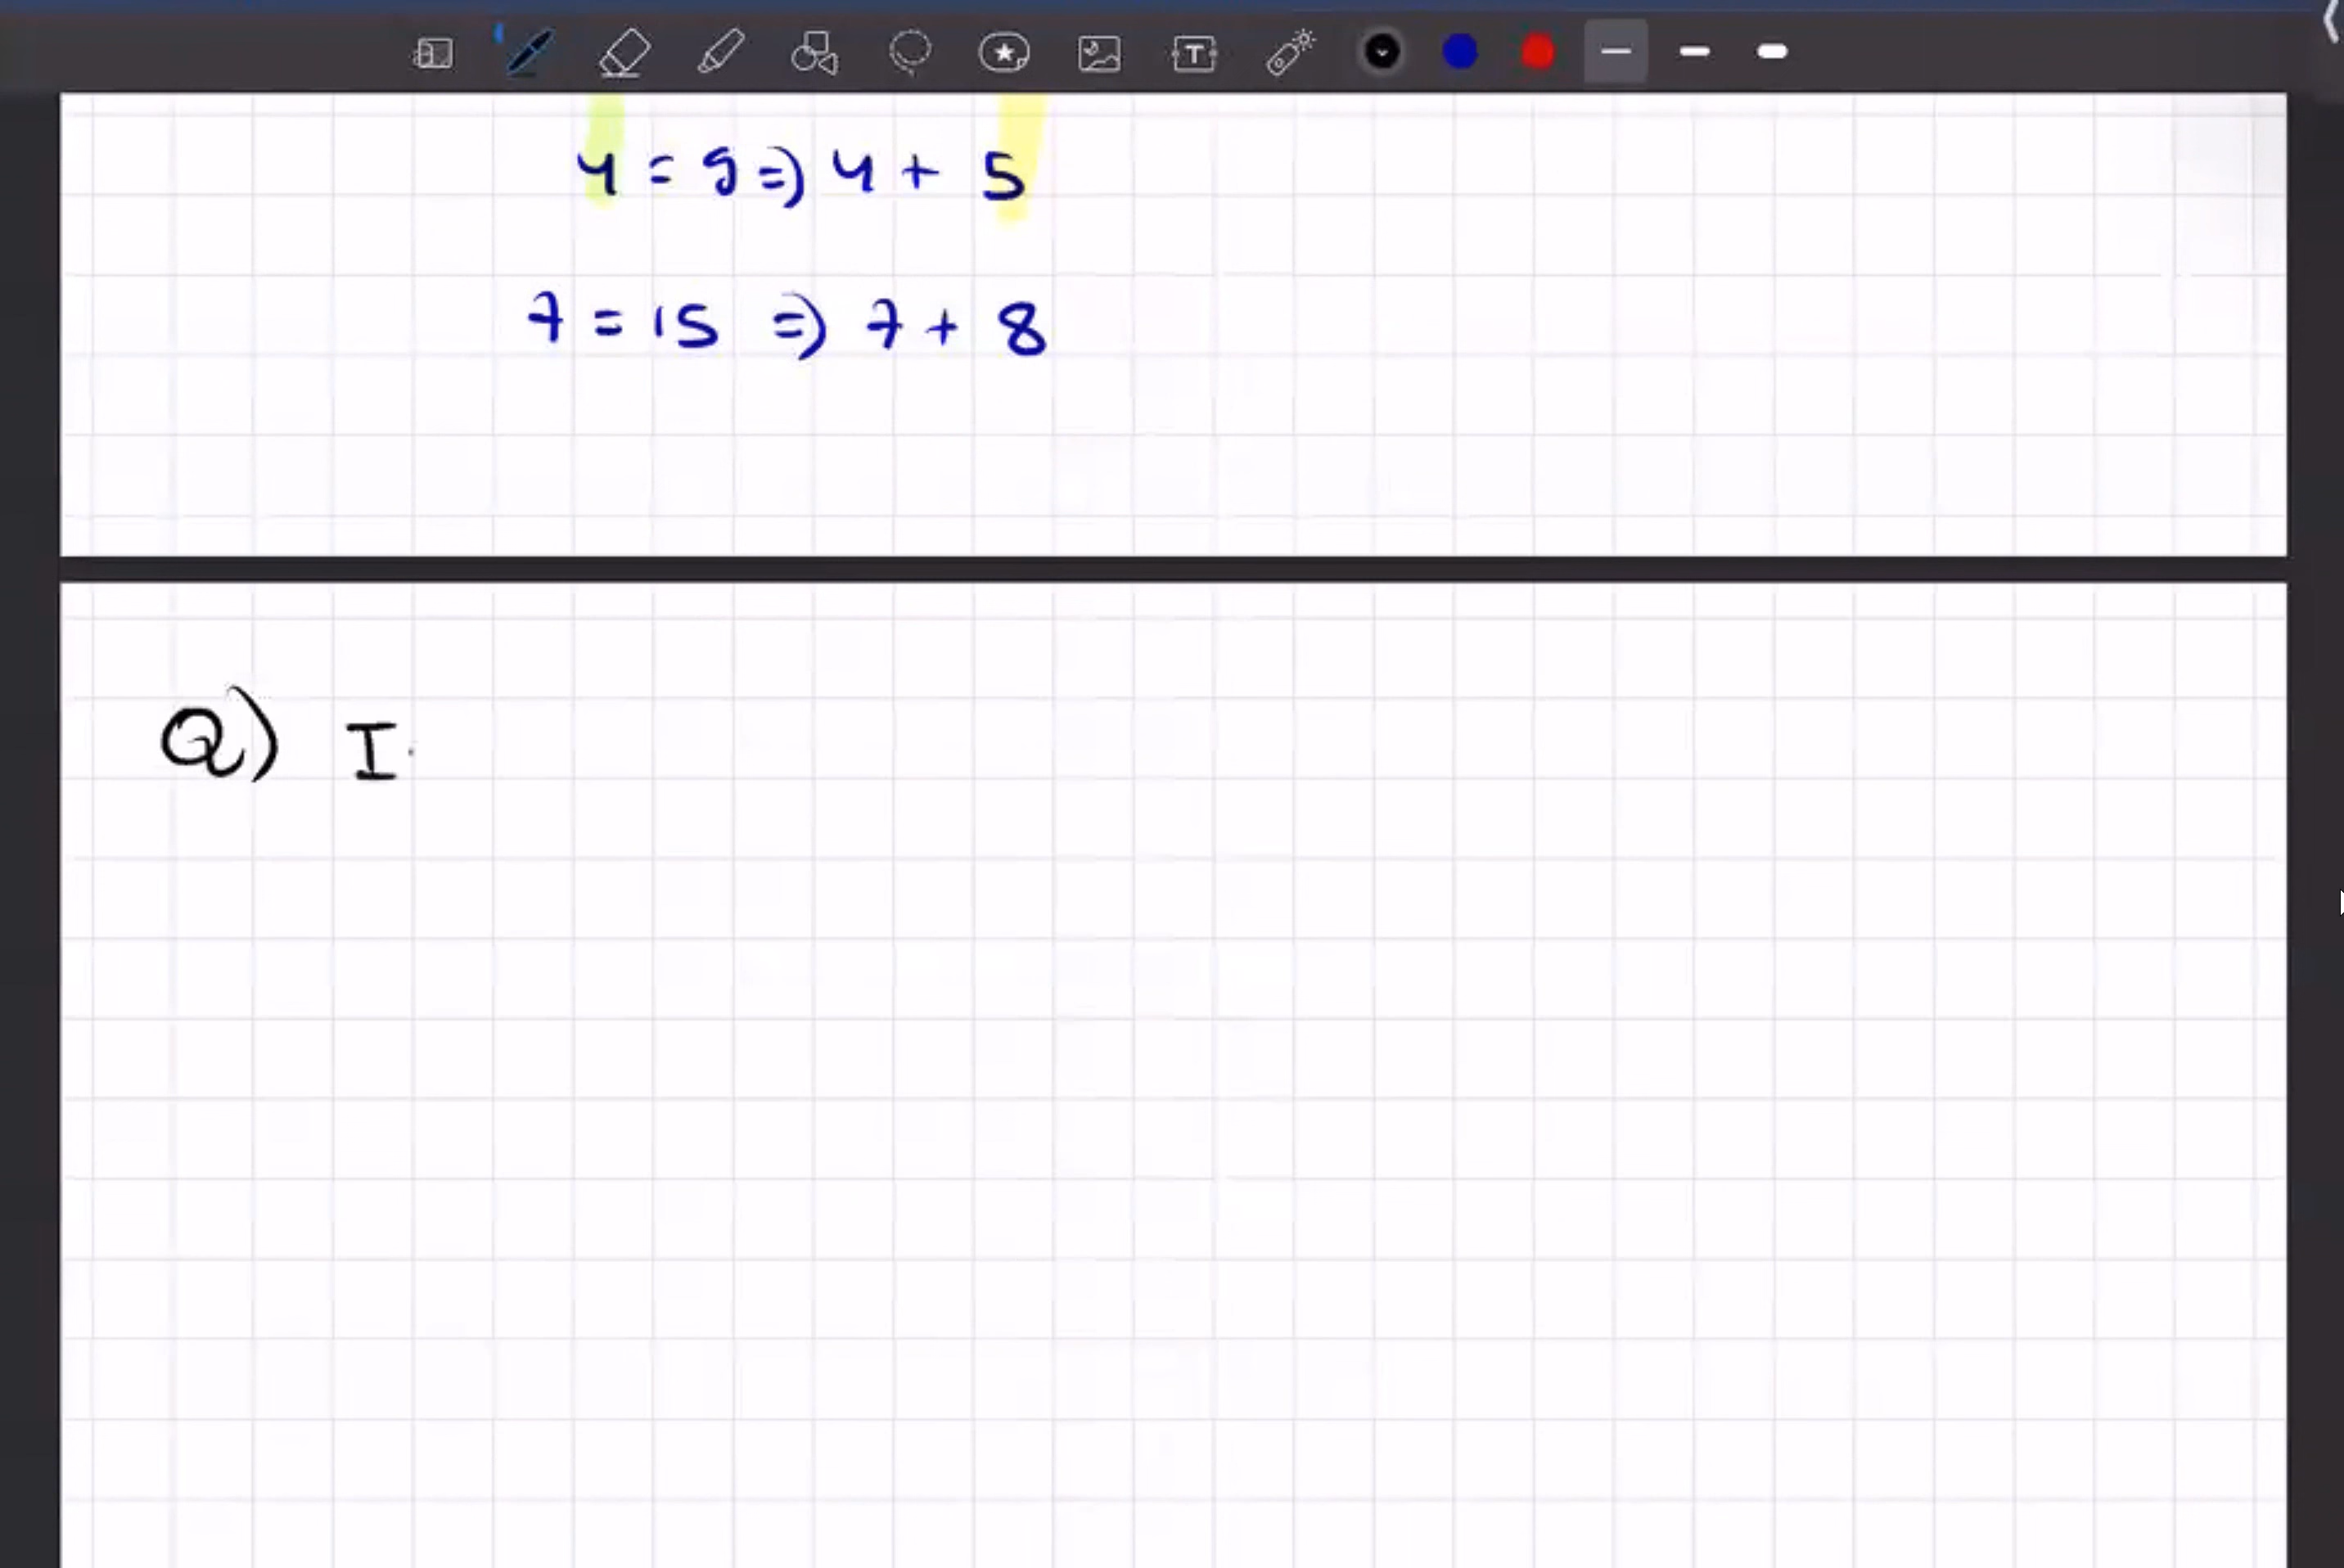 4 = 9 => 4 + 5
7 = 15 => 7 + 8
Q) I